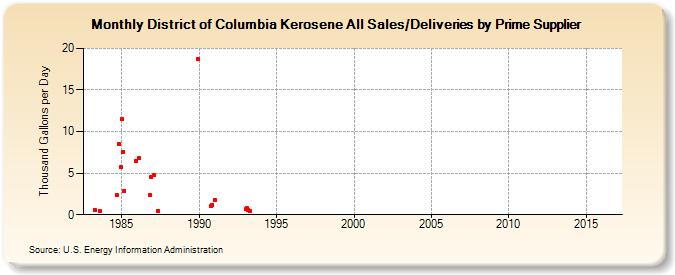 Monthly District of Columbia Kerosene All Sales/Deliveries by Prime Supplier
Thousand Gallons per Day
20
15
10
5
0
1985 1990 1995 2000 2005 2010 2015
Source: U.S. Energy Information Administration